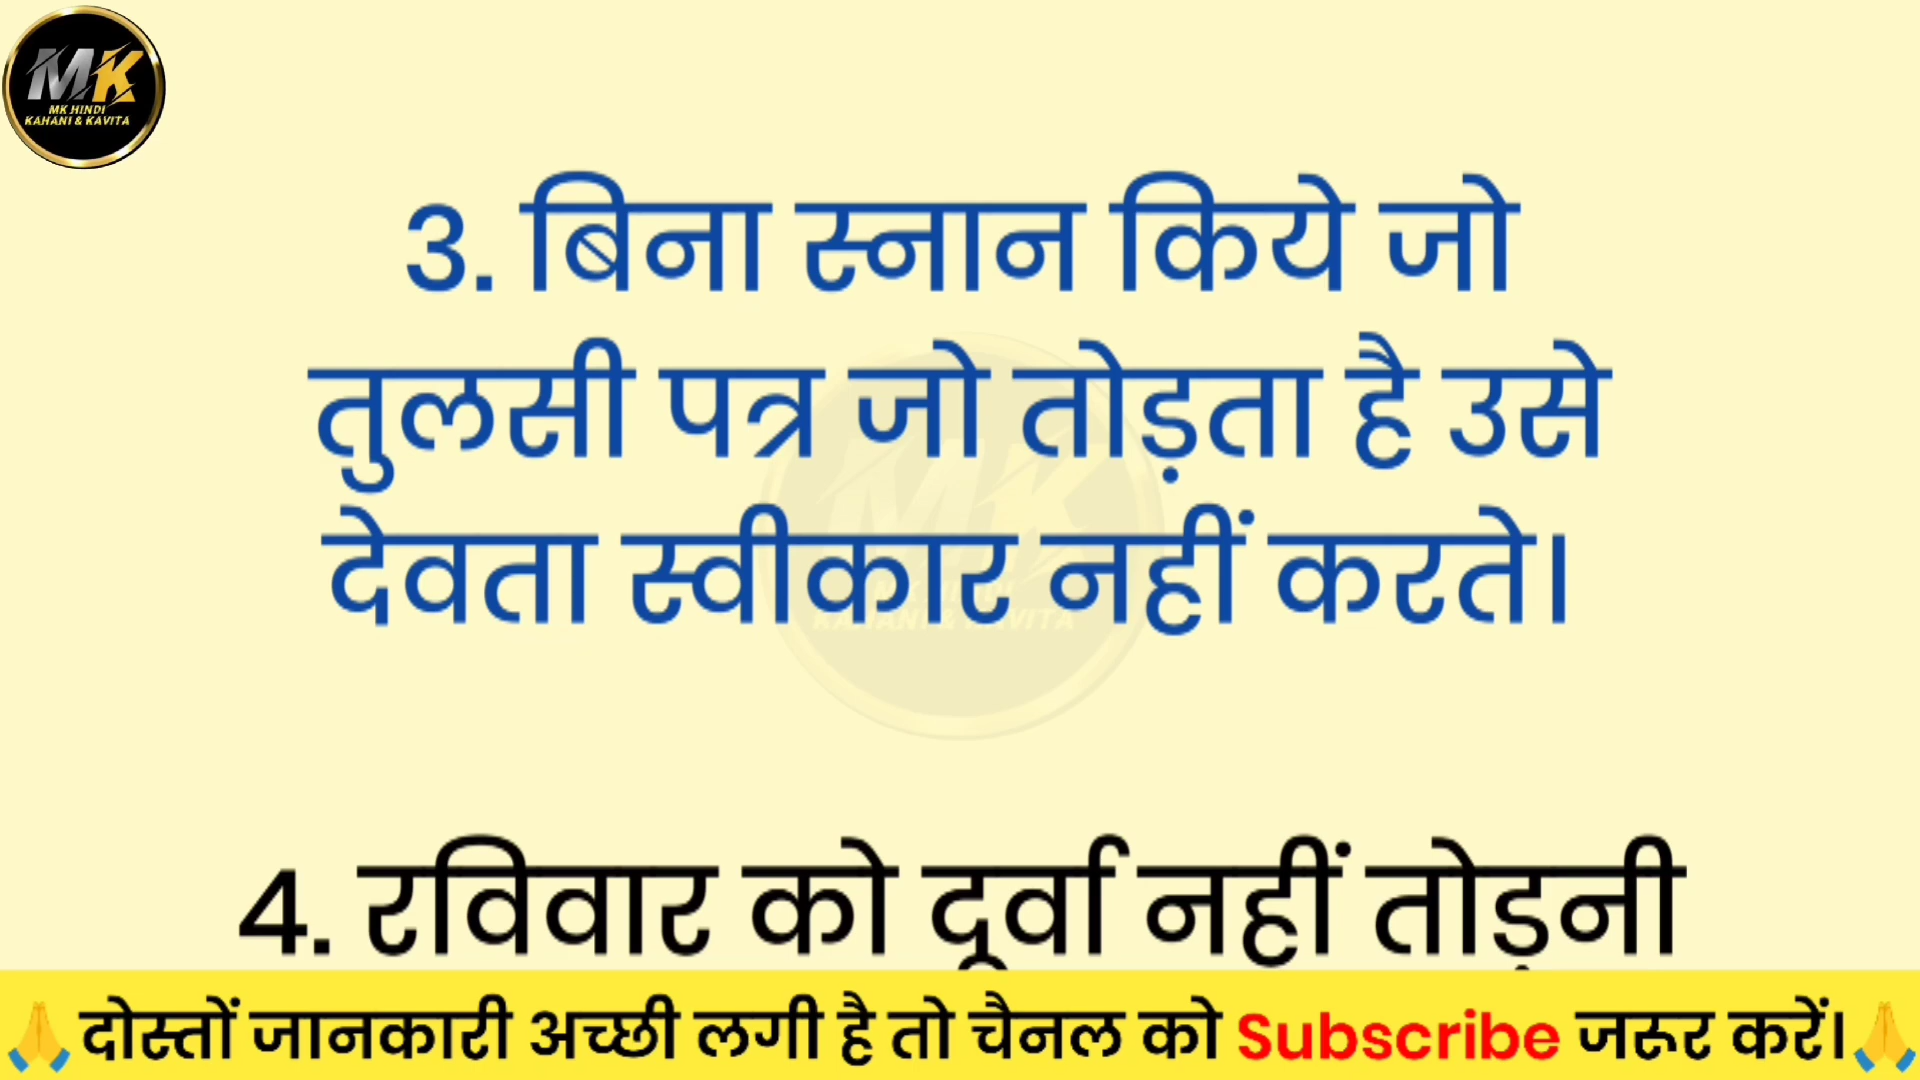 MK
MK HINDI
KAHANI & KAVITA
3. बिना स्नान किये जो
तुलसी पत्र जो तोड़ता है उसे
देवता स्वीकार नहीं करते।
4. रविवार को दूर्वा नहीं तोड़नी
🙏दोस्तों जानकारी अच्छी लगी है तो चैनल को Subscribe जरूर करें।🙏